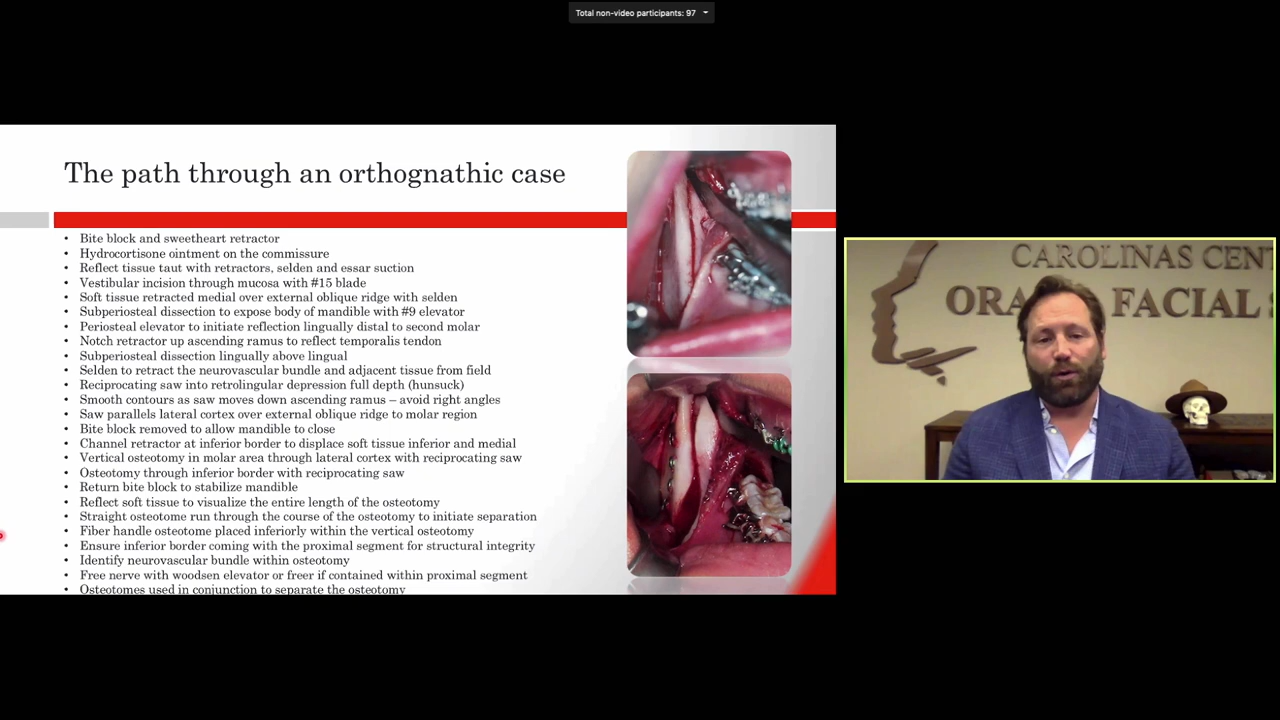 Total non-video participants: 97
The path through an orthognathic case
• Bite block and sweetheart retractor
• Hydrocortisone ointment on the commissure
• Reflect tissue taut with retractors, selden and essar suction
• Vestibular incision through mucosa with #15 blade
• Soft tissue retracted medial over external oblique ridge with selden
• Subperiosteal dissection to expose body of mandible with #9 elevator
• Periosteal elevator to initiate reflection lingually distal to second molar
• Notch retractor up ascending ramus to reflect temporalis tendon
• Subperiosteal dissection lingually above lingual
• Selden to retract the neurovascular bundle and adjacent tissue from field
• Reciprocating saw into retrolingular depression full depth (hunsuck)
• Smooth contours as saw moves down ascending ramus – avoid right angles
• Saw parallels lateral cortex over external oblique ridge to molar region
• Bite block removed to allow mandible to close
• Channel retractor at inferior border to displace soft tissue inferior and medial
• Vertical osteotomy in molar area through lateral cortex with reciprocating saw
• Osteotomy through inferior border with reciprocating saw
• Return bite block to stabilize mandible
• Reflect soft tissue to visualize the entire length of the osteotomy
• Straight osteotome run through the course of the osteotomy to initiate separation
• Fiber handle osteotome placed inferiorly within the vertical osteotomy
• Ensure inferior border coming with the proximal segment for structural integrity
• Identify neurovascular bundle within osteotomy
• Free nerve with woodsen elevator or freer if contained within proximal segment
• Osteotomes used in conjunction to separate the osteotomy
CAROLINAS CENT
ORAL FACIAL S